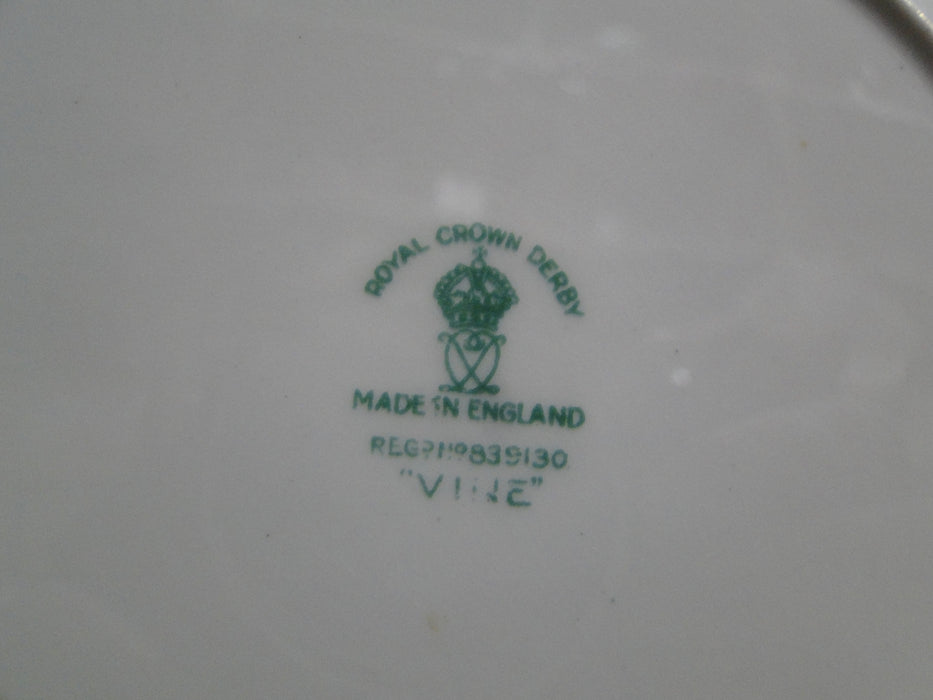 ROYAL CROWN DERBY
MADE IN ENGLAND
REGD. NO 839130
"VINE"